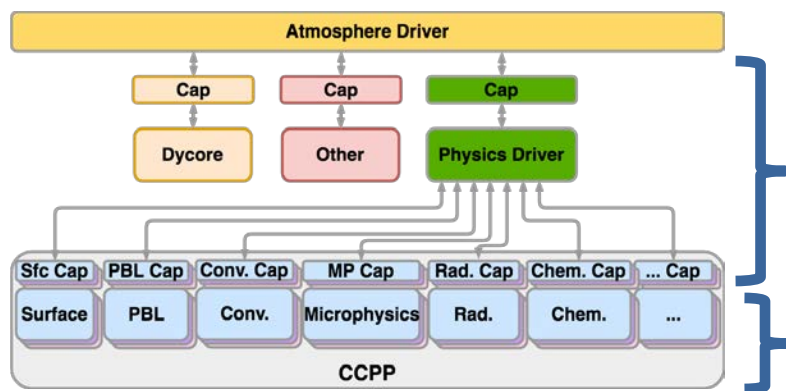 Atmosphere Driver
Cap Cap Cap
Dycore Other Physics Driver
Sfc Cap PBL Cap Conv. Cap MP Cap Rad. Cap Chem. Cap ... Cap
Surface PBL Conv. Microphysics Rad. Chem. ...
CCPP